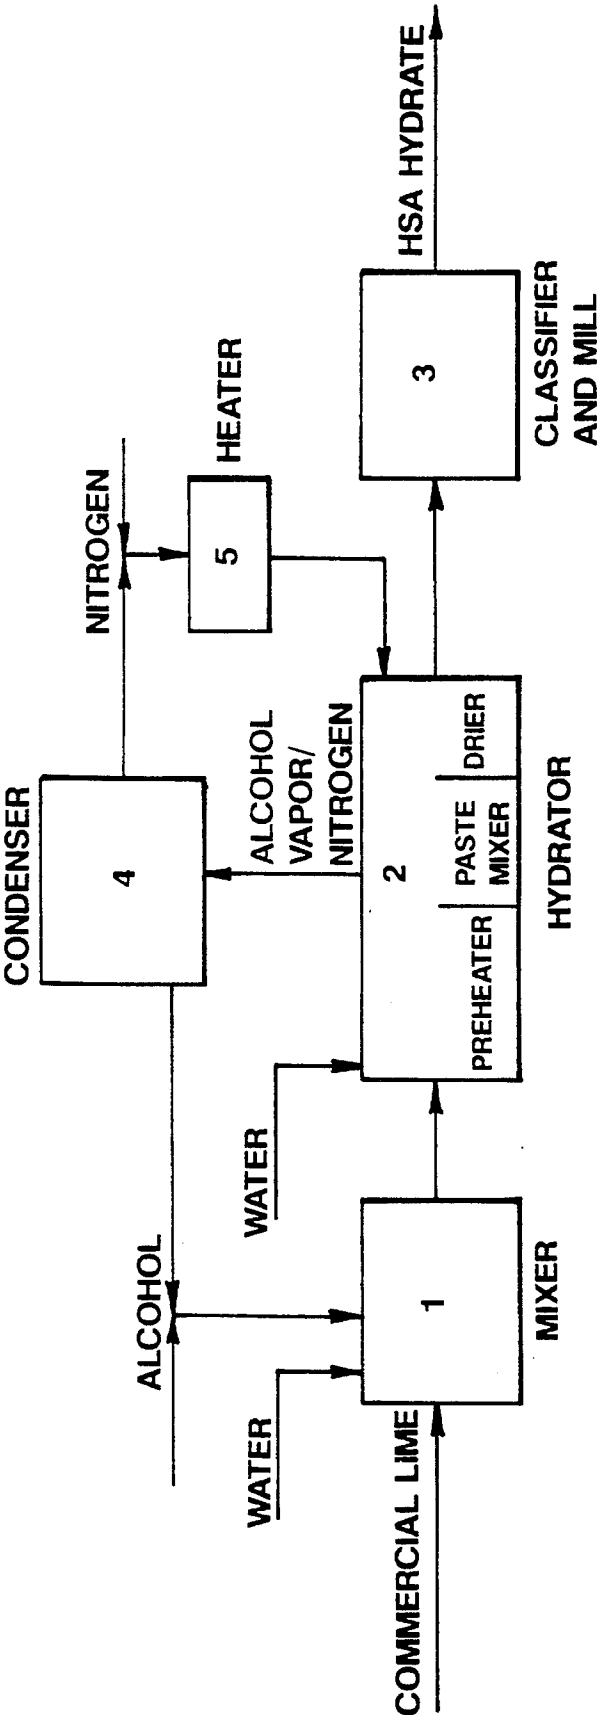 CONDENSER
4
NITROGEN
HEATER
5
ALCOHOL
WATER
WATER
ALCOHOL
VAPOR/
NITROGEN
COMMERCIAL LIME
1
MIXER
2
PREHEATER
PASTE
MIXER
DRIER
HYDRATOR
3
CLASSIFIER
AND MILL
HSA HYDRATE